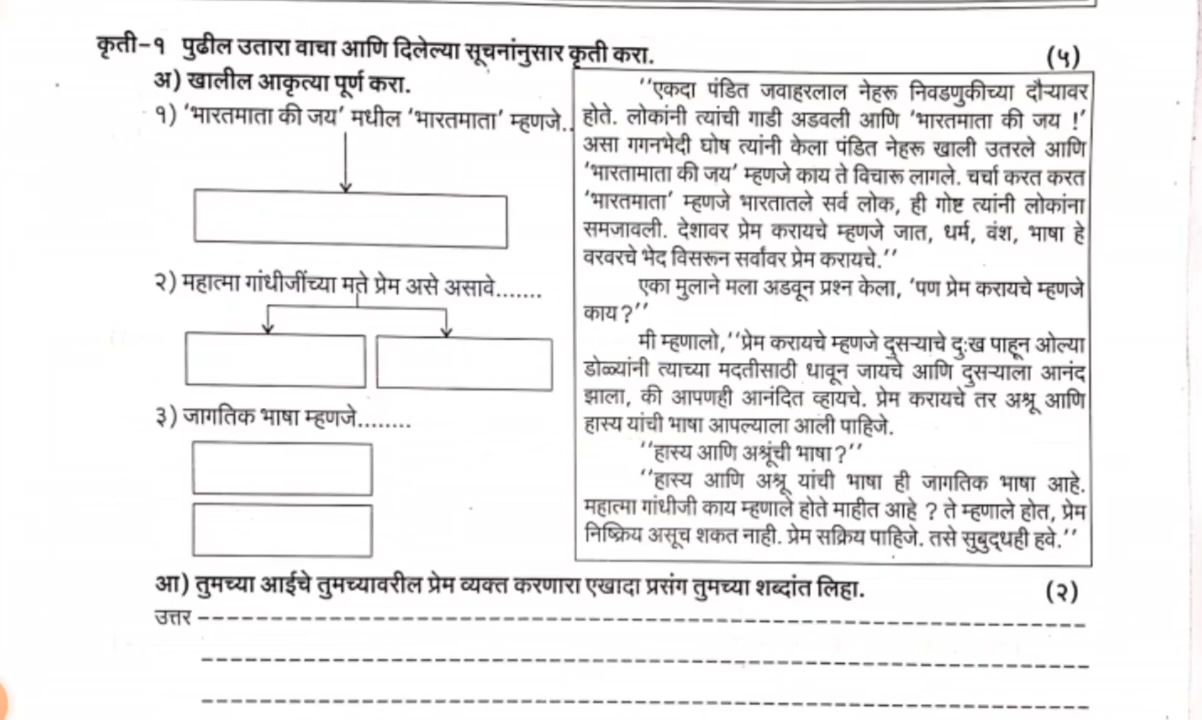 कृती-१ पुढील उतारा वाचा आणि दिलेल्या सूचनांनुसार कृती करा. (५)
अ) खालील आकृत्या पूर्ण करा.
१) 'भारतमाता की जय' मधील 'भारतमाता' म्हणजे..
२) महात्मा गांधीजींच्या मते प्रेम असे असावे.......
३) जागतिक भाषा म्हणजे........
''एकदा पंडित जवाहरलाल नेहरू निवडणुकीच्या दौऱ्यावर
होते. लोकांनी त्यांची गाडी अडवली आणि 'भारतमाता की जय !'
असा गगनभेदी घोष त्यांनी केला पंडित नेहरू खाली उतरले आणि
'भारतामाता की जय' म्हणजे काय ते विचारू लागले. चर्चा करत करत
'भारतमाता' म्हणजे भारतातले सर्व लोक, ही गोष्ट त्यांनी लोकांना
समजावली. देशावर प्रेम करायचे म्हणजे जात, धर्म, वंश, भाषा हे
वरवरचे भेद विसरून सर्वांवर प्रेम करायचे.''
एका मुलाने मला अडवून प्रश्न केला, 'पण प्रेम करायचे म्हणजे
काय?''
मी म्हणालो,''प्रेम करायचे म्हणजे दुसऱ्याचे दुःख पाहून ओल्या
डोळ्यांनी त्याच्या मदतीसाठी धावून जायचे आणि दुसऱ्याला आनंद
झाला, की आपणही आनंदित व्हायचे. प्रेम करायचे तर अश्रू आणि
हास्य यांची भाषा आपल्याला आली पाहिजे.
''हास्य आणि अश्रूंची भाषा?''
''हास्य आणि अश्रू यांची भाषा ही जागतिक भाषा आहे.
महात्मा गांधीजी काय म्हणाले होते माहीत आहे ? ते म्हणाले होत, प्रेम
निष्क्रिय असूच शकत नाही. प्रेम सक्रिय पाहिजे. तसे सुबुद्धही हवे.''
आ) तुमच्या आईचे तुमच्यावरील प्रेम व्यक्त करणारा एखादा प्रसंग तुमच्या शब्दांत लिहा. (२)
उत्तर